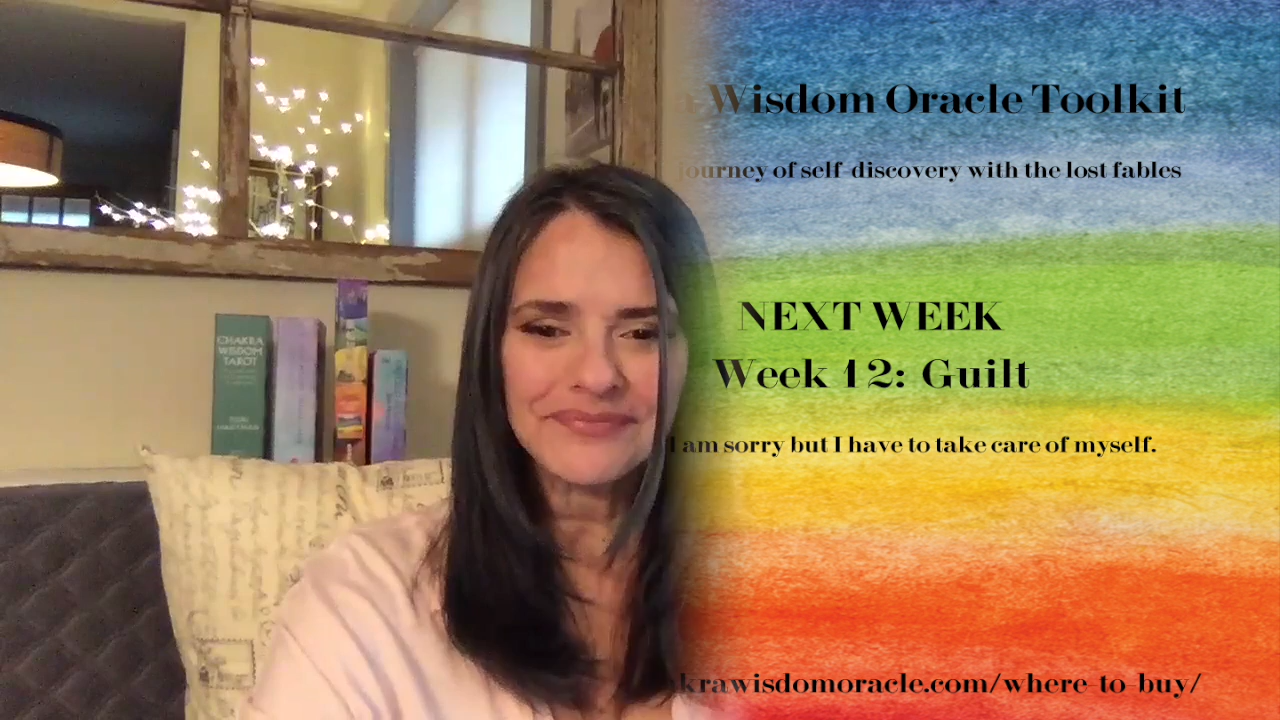 Wisdom Oracle Toolkit
journey of self-discovery with the lost fables
NEXT WEEK
Week 12: Guilt
I am sorry but I have to take care of myself.
krawisdomoracle.com/where-to-buy/
CHAKRA
WISDOM
TAROT